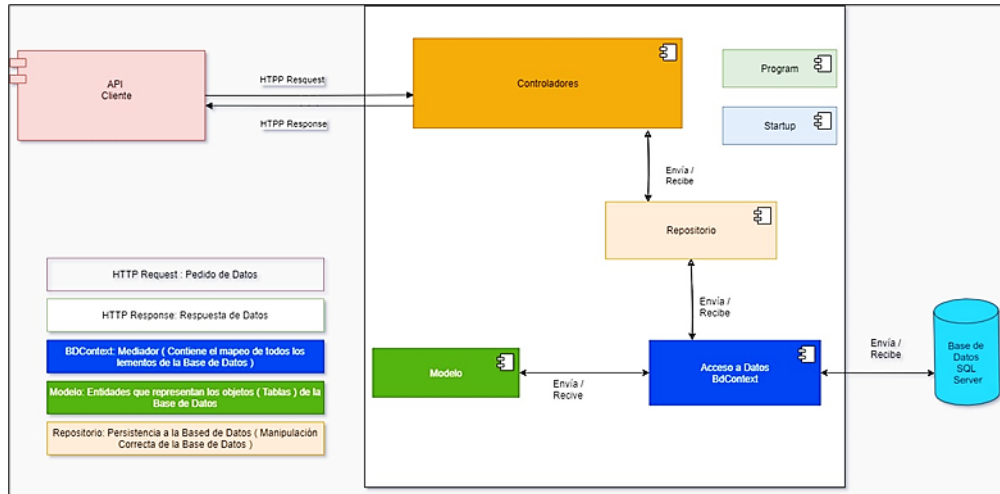 API
Cliente
HTPP Resquest
HTPP Response
Controladores
Program
Startup
Envía /
Recibe
Repositorio
Envía /
Recibe
HTTP Request : Pedido de Datos
HTTP Response: Respuesta de Datos
BDContext: Mediador ( Contiene el mapeo de todos los
lementos de la Base de Datos )
Modelo: Entidades que representan los objetos ( Tablas ) de la
Base de Datos
Repositorio: Persistencia a la Based de Datos ( Manipulación
Correcta de la Base de Datos )
Modelo
Envía /
Recive
Acceso a Datos
BdContext
Envía /
Recibe
Base de
Datos
SQL
Server